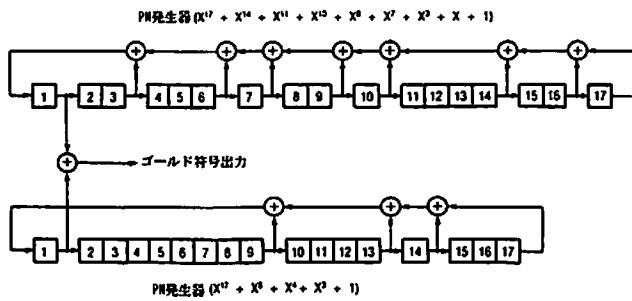 PN発生器 (X¹⁷ + X¹⁴ + X¹¹ + X¹⁰ + X⁸ + X⁷ + X³ + X + 1)
+ + + + + + +
1 2 3 4 5 6 7 8 9 10 11 12 13 14 15 16 17
+ ゴールド符号出力
+ + +
1 2 3 4 5 6 7 8 9 10 11 12 13 14 15 16 17
PN発生器 (X¹⁷ + X⁸ + X⁴ + X³ + 1)